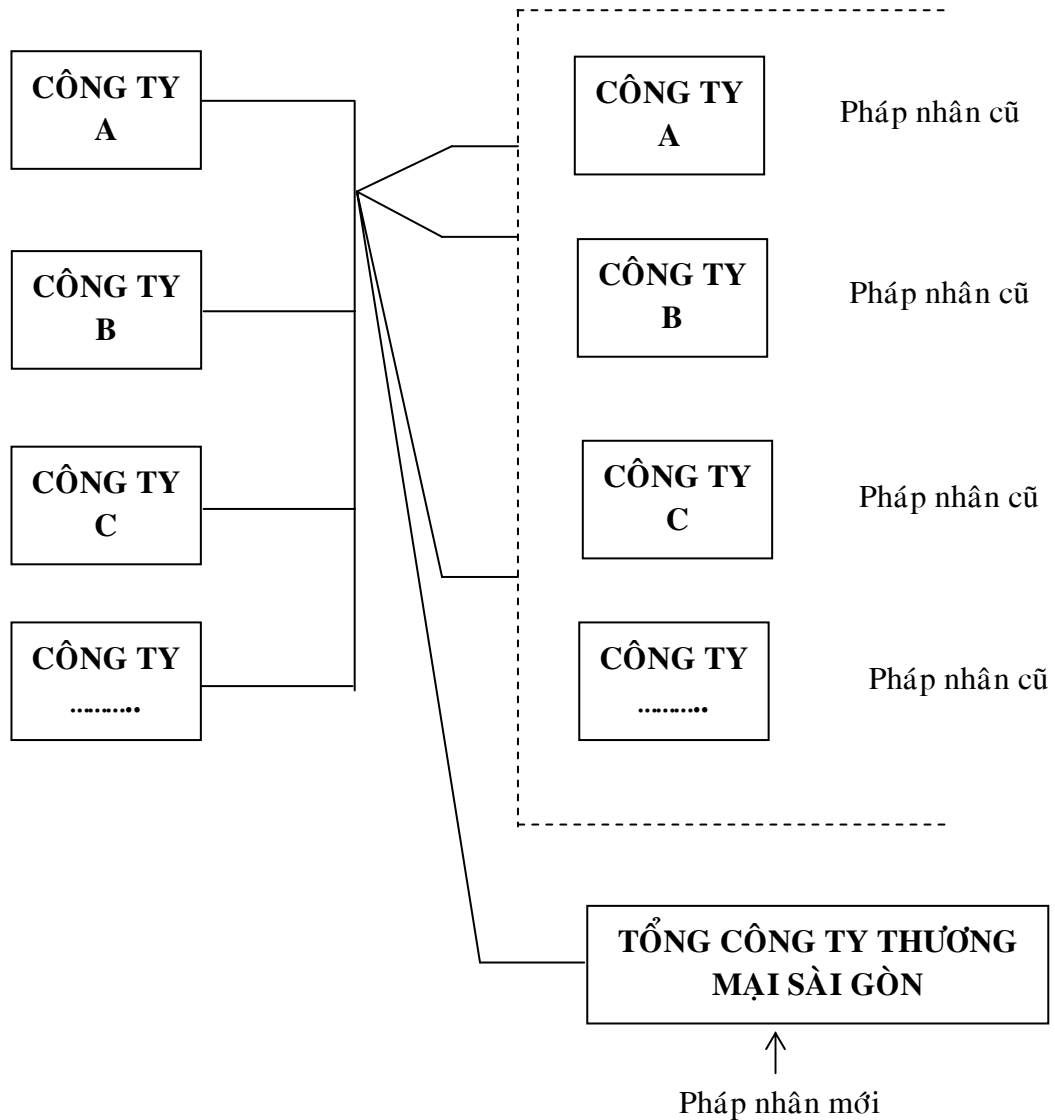 CÔNG TY
A
CÔNG TY
B
CÔNG TY
C
CÔNG TY
………..
CÔNG TY
A
Pháp nhân cũ
CÔNG TY
B
Pháp nhân cũ
CÔNG TY
C
Pháp nhân cũ
CÔNG TY
………..
Pháp nhân cũ
TỔNG CÔNG TY THƯƠNG
MẠI SÀI GÒN
Pháp nhân mới